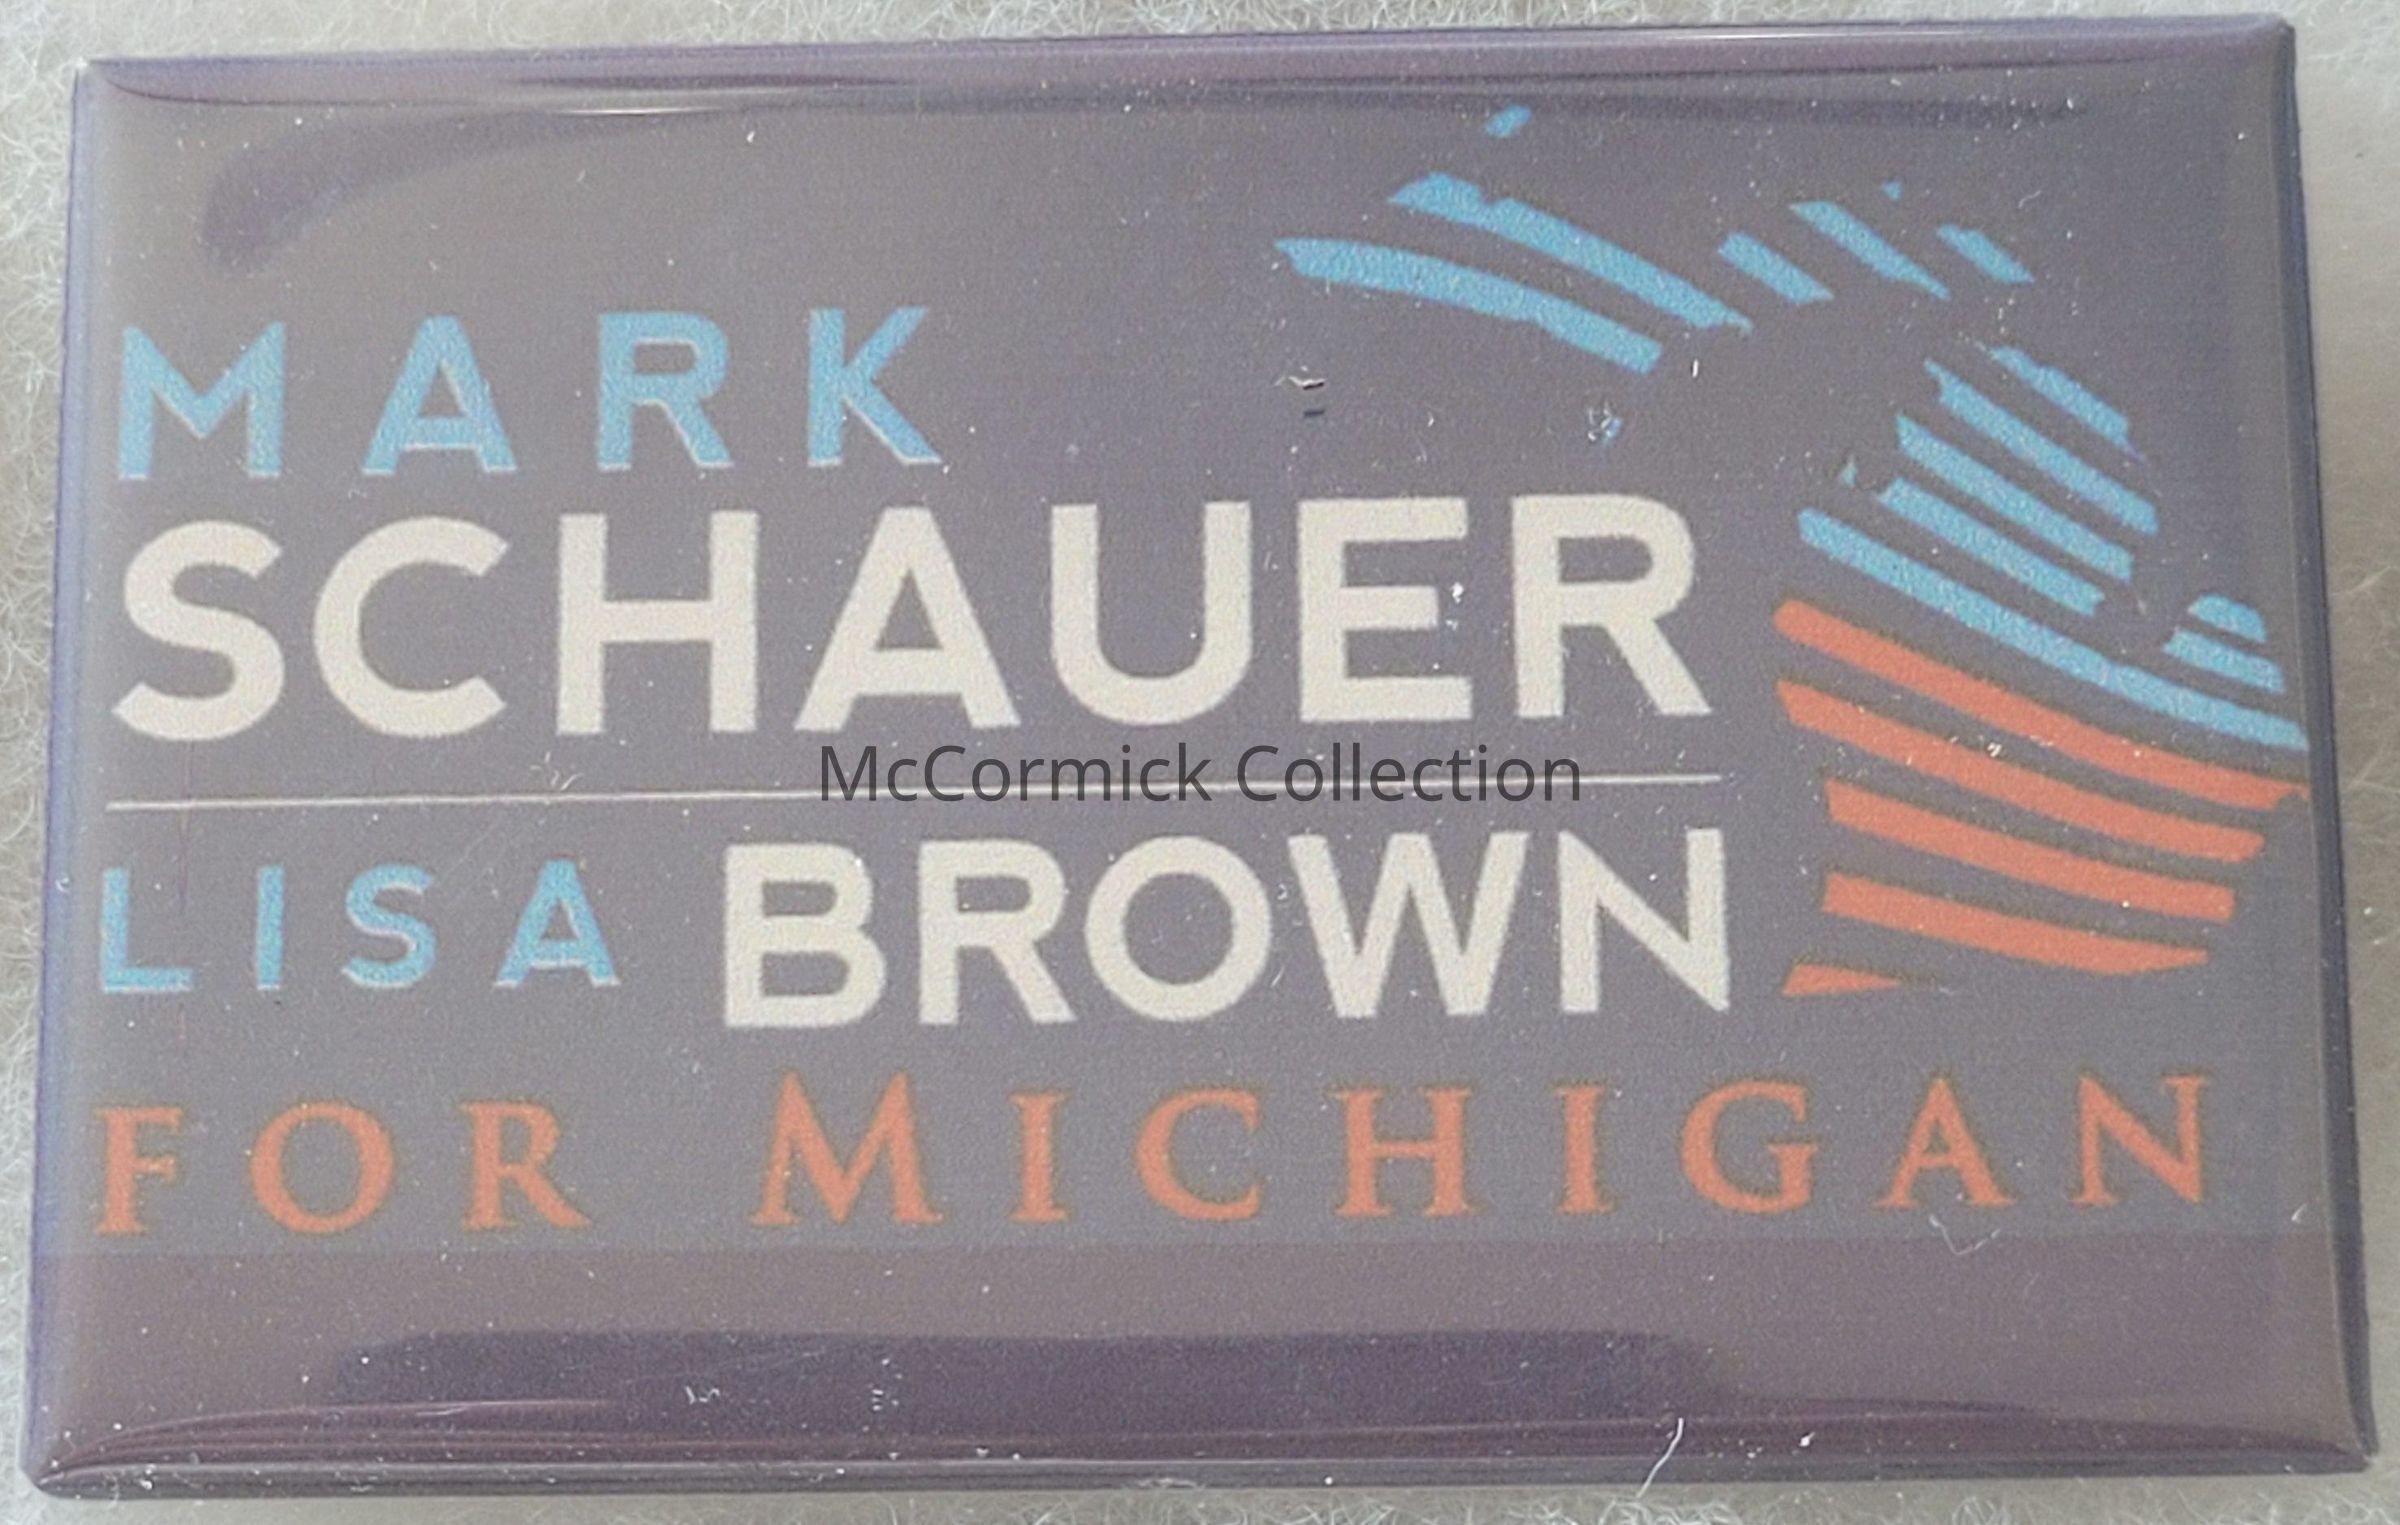 MARK
SCHAUER
McCormick Collection
LISA BROWN
FOR MICHIGAN